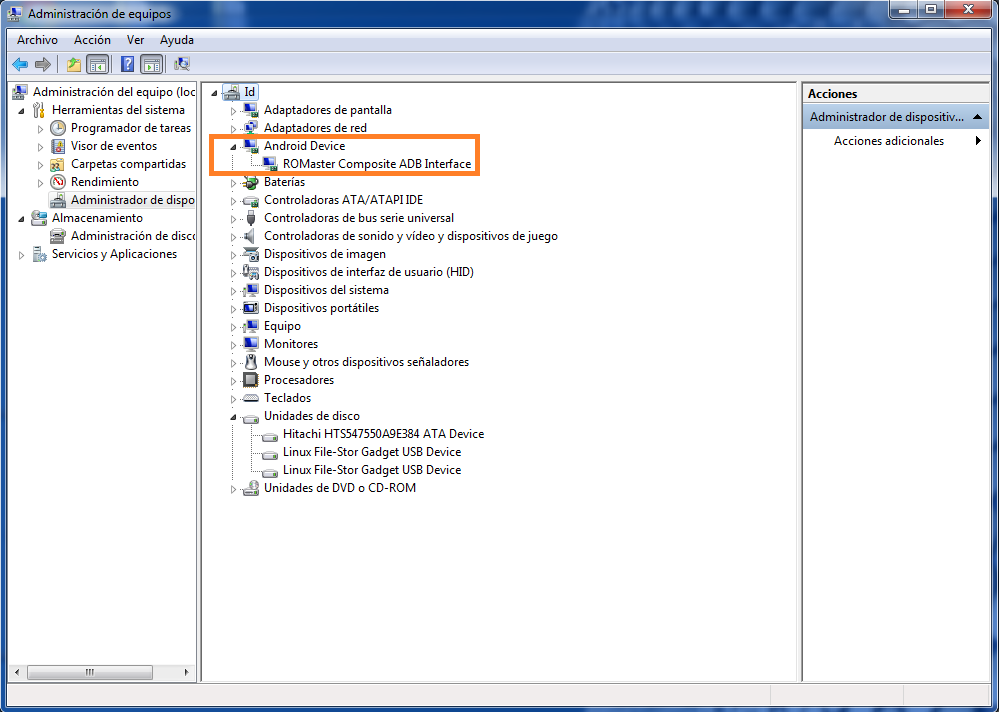 Administración de equipos
Archivo Acción Ver Ayuda
Administración del equipo (loc
Herramientas del sistema
Programador de tareas
Visor de eventos
Carpetas compartidas
Rendimiento
Administrador de dispo
Almacenamiento
Administración de disco
Servicios y Aplicaciones
Id
Adaptadores de pantalla
Adaptadores de red
Android Device
ROMaster Composite ADB Interface
Baterías
Controladoras ATA/ATAPI IDE
Controladoras de bus serie universal
Controladoras de sonido y vídeo y dispositivos de juego
Dispositivos de imagen
Dispositivos de interfaz de usuario (HID)
Dispositivos del sistema
Dispositivos portátiles
Equipo
Monitores
Mouse y otros dispositivos señaladores
Procesadores
Teclados
Unidades de disco
Hitachi HTS547550A9E384 ATA Device
Linux File-Stor Gadget USB Device
Linux File-Stor Gadget USB Device
Unidades de DVD o CD-ROM
Acciones
Administrador de dispositiv...
Acciones adicionales